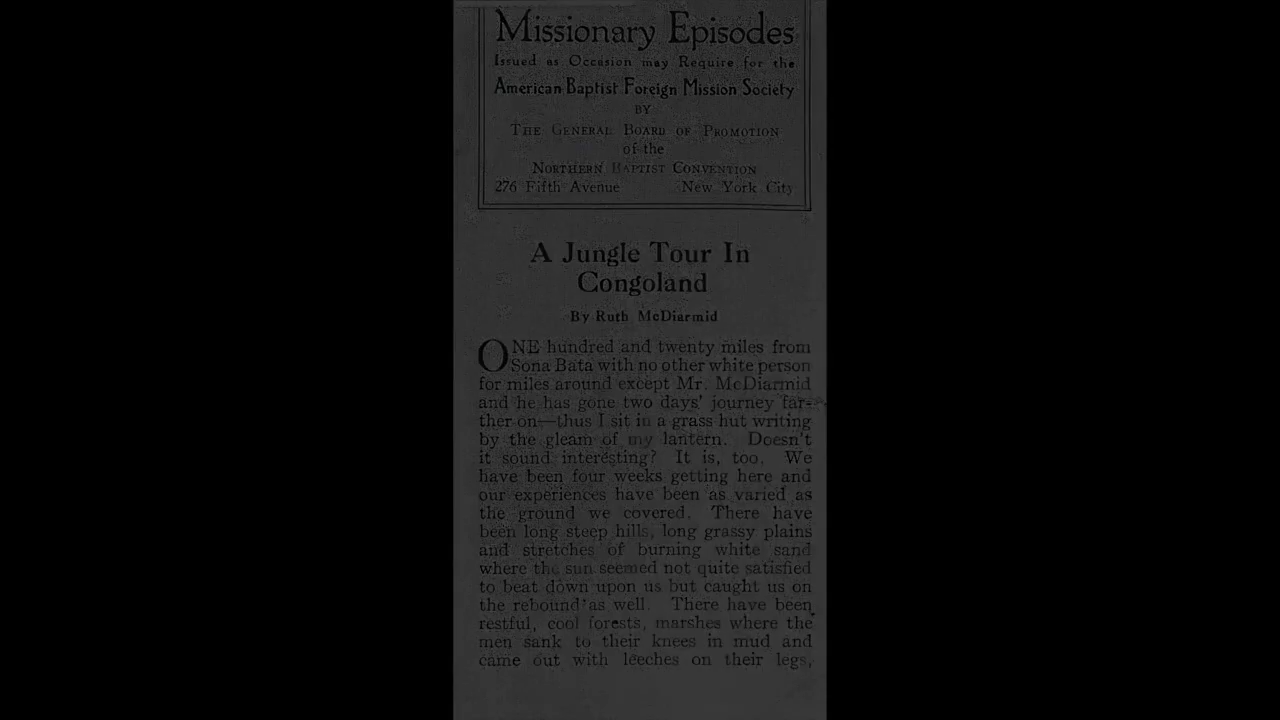 Missionary Episodes
Issued as Occasion may Require for the
American Baptist Foreign Mission Society
BY
THE GENERAL BOARD OF PROMOTION
of the
NORTHERN BAPTIST CONVENTION
276 Fifth Avenue New York City
A Jungle Tour In
Congoland
By Ruth McDiarmid
ONE hundred and twenty miles from
Sona Bata with no other white person
for miles around except Mr. McDiarmid
and he has gone two days' journey far-
ther on—thus I sit in a grass hut writing
by the gleam of my lantern. Doesn't
it sound interesting? It is, too. We
have been four weeks getting here and
our experiences have been as varied as
the ground we covered. There have
been long steep hills, long grassy plains
and stretches of burning white sand
where the sun seemed not quite satisfied
to beat down upon us but caught us on
the rebound as well. There have been
restful, cool forests, marshes where the
men sank to their knees in mud and
came out with leeches on their legs,